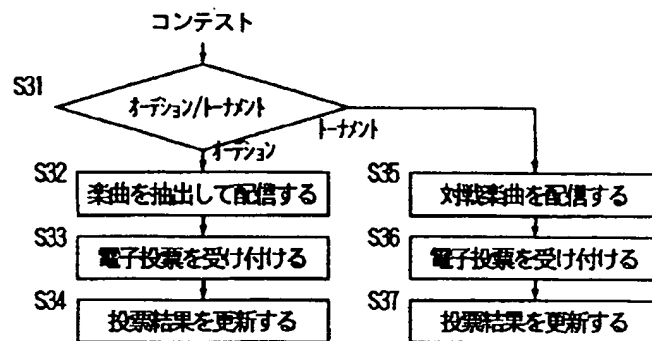 コンテスト
S31
オーデション/トーナメント
トーナメント
オーデション
S32
楽曲を抽出して配信する
S33
電子投票を受け付ける
S34
投票結果を更新する
S35
対戦楽曲を配信する
S36
電子投票を受け付ける
S37
投票結果を更新する